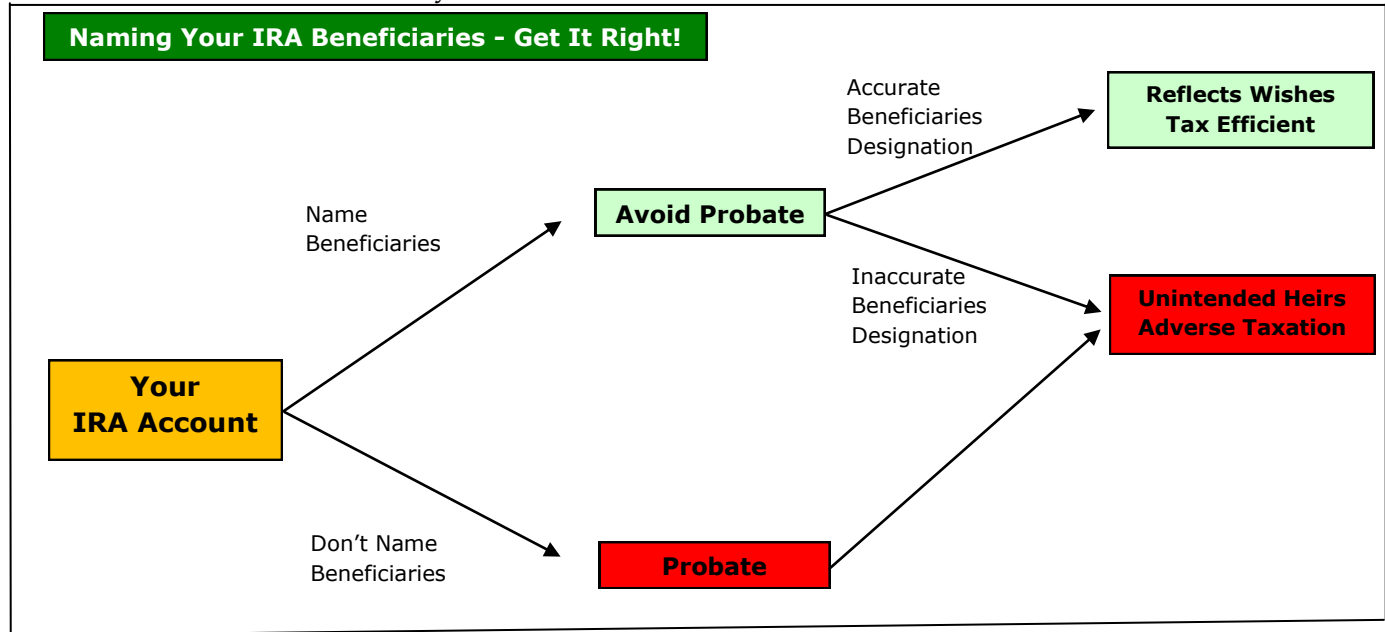 Naming Your IRA Beneficiaries - Get It Right!
Accurate
Beneficiaries
Designation
Reflects Wishes
Tax Efficient
Name
Beneficiaries
Avoid Probate
Inaccurate
Beneficiaries
Designation
Unintended Heirs
Adverse Taxation
Your
IRA Account
Don't Name
Beneficiaries
Probate